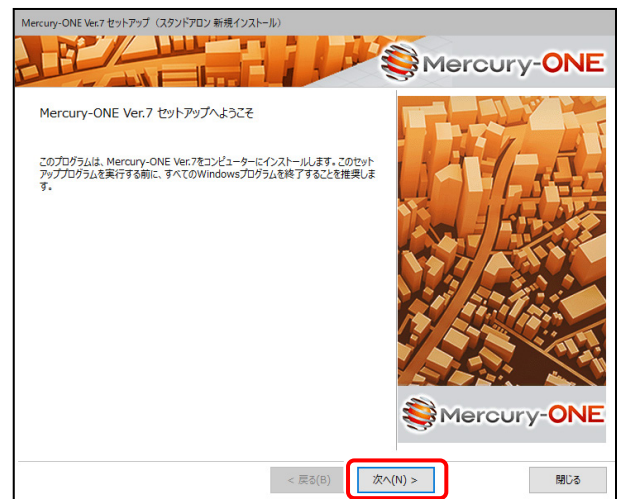 Mercury-ONE Ver.7 セットアップ (スタンドアロン 新規インストール)
Mercury-ONE
Mercury-ONE Ver.7 セットアップへようこそ
このプログラムは、Mercury-ONE Ver.7をコンピューターにインストールします。このセット
アッププログラムを実行する前に、すべてのWindowsプログラムを終了することを推奨しま
す。
Mercury-ONE
< 戻る(B)
次へ(N) >
閉じる